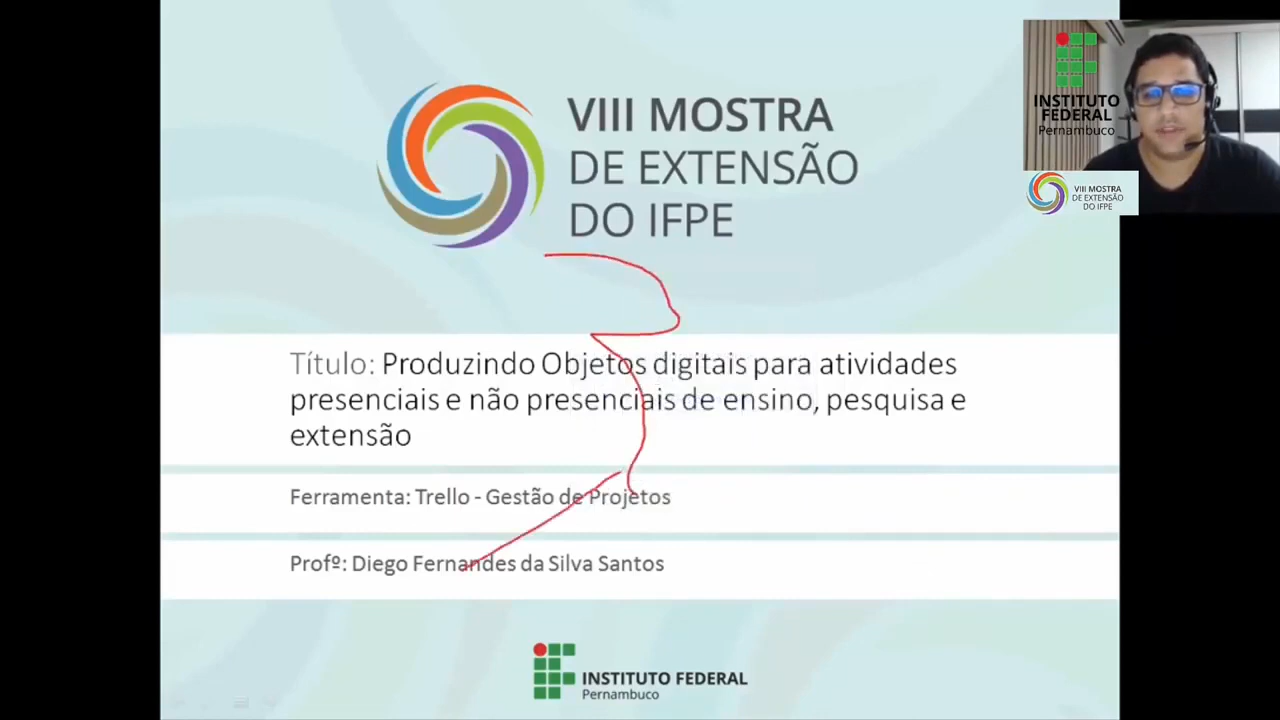 VIII MOSTRA
DE EXTENSÃO
DO IFPE
INSTITUTO
FEDERAL
Pernambuco
VIII MOSTRA
DE EXTENSÃO
DO IFPE
Título: Produzindo Objetos digitais para atividades
presenciais e não presenciais de ensino, pesquisa e
extensão
Ferramenta: Trello - Gestão de Projetos
Profº: Diego Fernandes da Silva Santos
INSTITUTO FEDERAL
Pernambuco